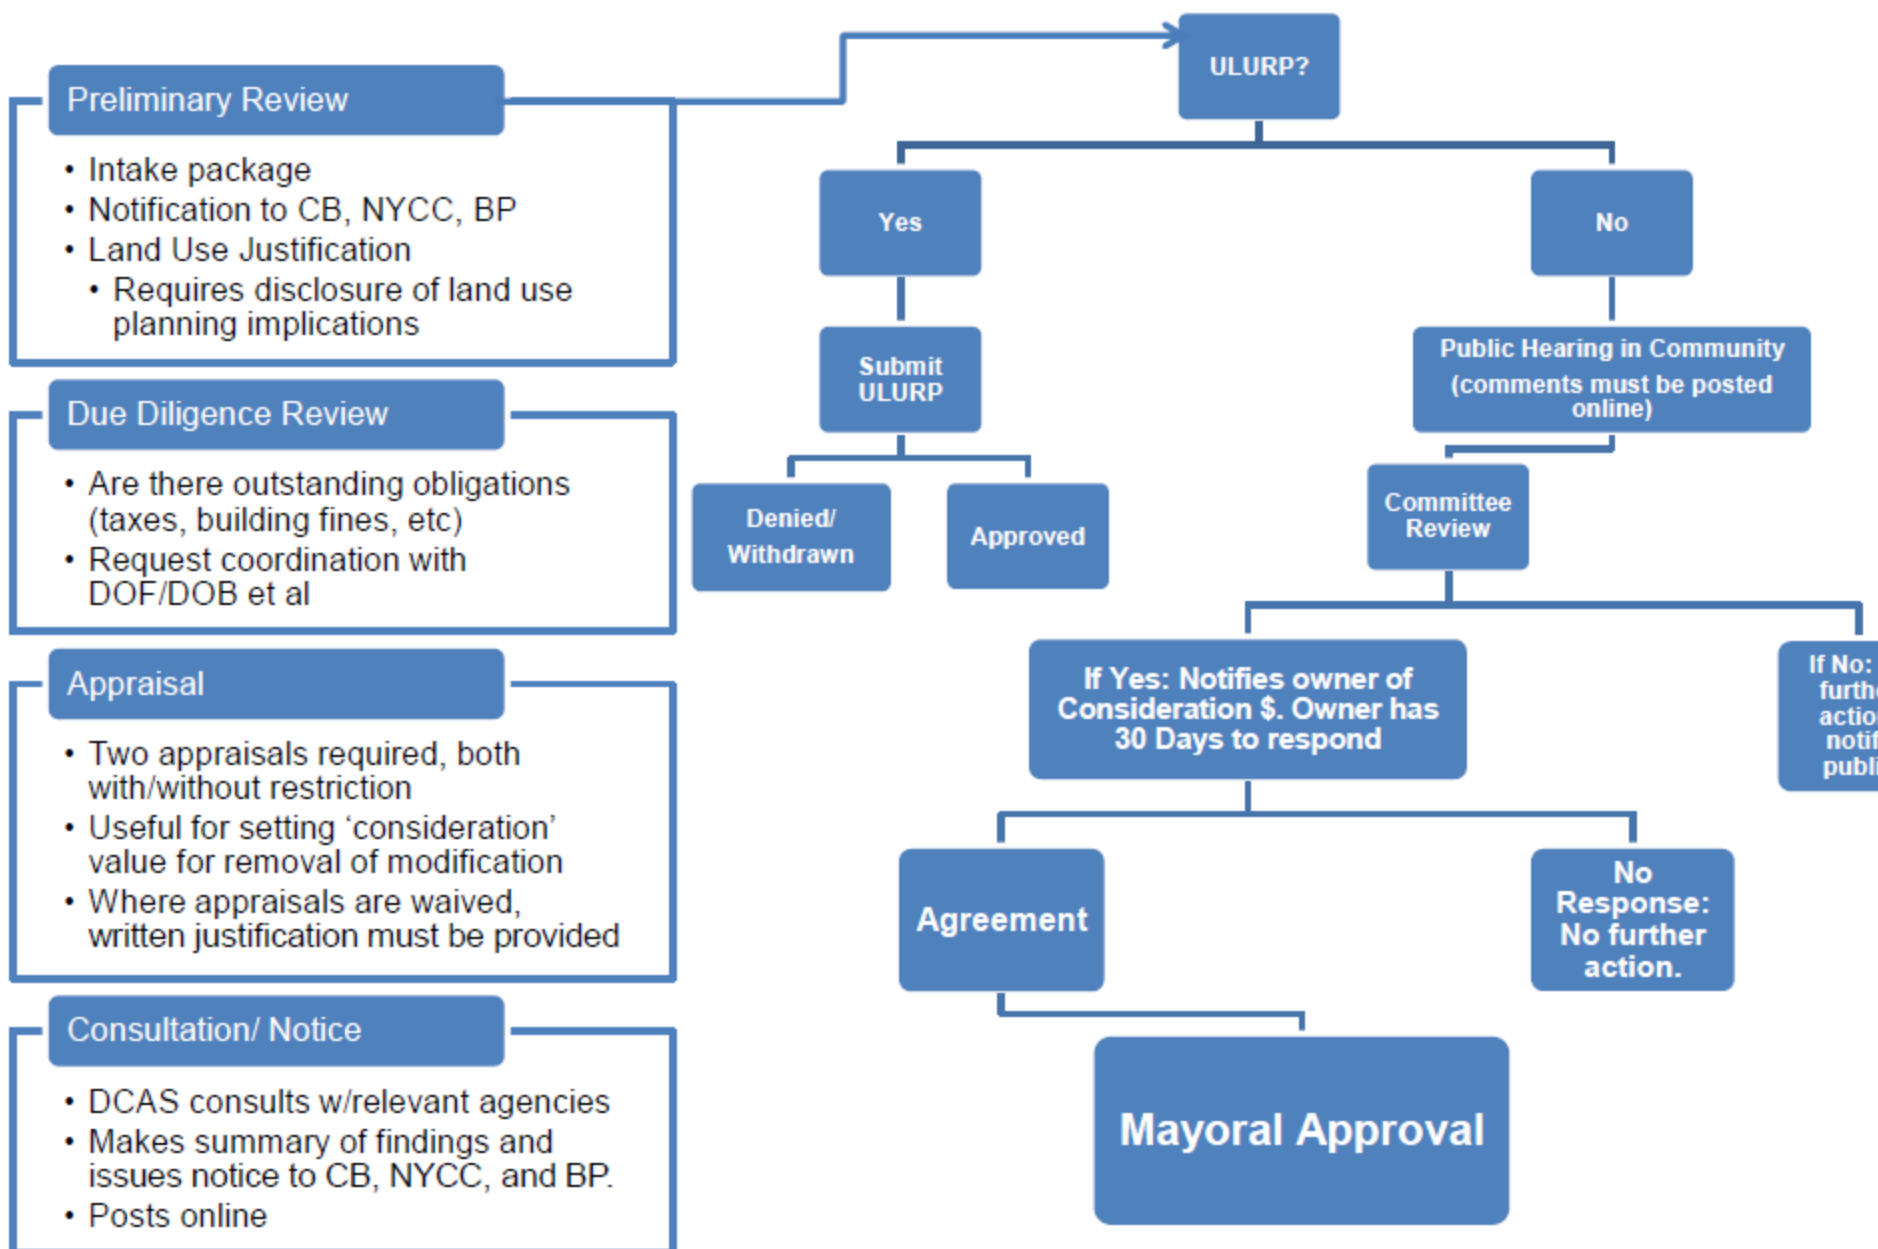 Preliminary Review
• Intake package
• Notification to CB, NYCC, BP
• Land Use Justification
• Requires disclosure of land use
planning implications
Due Diligence Review
• Are there outstanding obligations
(taxes, building fines, etc)
• Request coordination with
DOF/DOB et al
Appraisal
• Two appraisals required, both
with/without restriction
• Useful for setting ‘consideration’
value for removal of modification
• Where appraisals are waived,
written justification must be provided
Consultation/ Notice
• DCAS consults w/relevant agencies
• Makes summary of findings and
issues notice to CB, NYCC, and BP.
• Posts online
ULURP?
Yes
No
Submit
ULURP
Public Hearing in Community
(comments must be posted
online)
Denied/
Withdrawn
Approved
Committee
Review
If Yes: Notifies owner of
Consideration $. Owner has
30 Days to respond
If No:
Agreement
No
Response:
No further
action.
Mayoral Approval